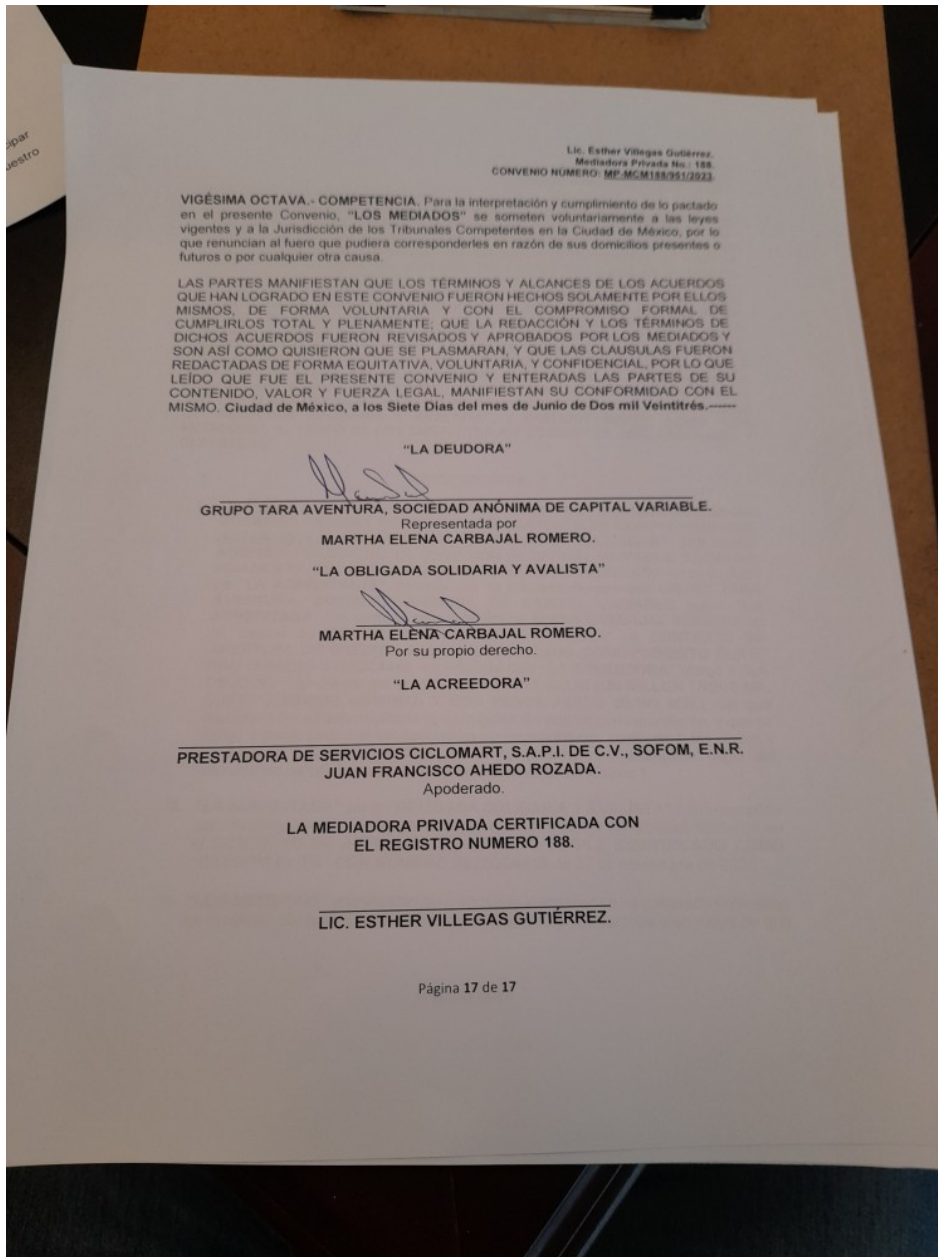 cipar
uestro
Lic. Esther Villegas Gutiérrez.
Mediadora Privada No.: 188.
CONVENIO NÚMERO: MP-MCM188/951/2023.
VIGÉSIMA OCTAVA.- COMPETENCIA. Para la interpretación y cumplimiento de lo pactado
en el presente Convenio, "LOS MEDIADOS" se someten voluntariamente a las leyes
vigentes y a la Jurisdicción de los Tribunales Competentes en la Ciudad de México, por lo
que renuncian al fuero que pudiera corresponderles en razón de sus domicilios presentes o
futuros o por cualquier otra causa.
LAS PARTES MANIFIESTAN QUE LOS TÉRMINOS Y ALCANCES DE LOS ACUERDOS
QUE HAN LOGRADO EN ESTE CONVENIO FUERON HECHOS SOLAMENTE POR ELLOS
MISMOS, DE FORMA VOLUNTARIA Y CON EL COMPROMISO FORMAL DE
CUMPLIRLOS TOTAL Y PLENAMENTE; QUE LA REDACCIÓN Y LOS TÉRMINOS DE
DICHOS ACUERDOS FUERON REVISADOS Y APROBADOS POR LOS MEDIADOS Y
SON ASÍ COMO QUISIERON QUE SE PLASMARAN, Y QUE LAS CLAUSULAS FUERON
REDACTADAS DE FORMA EQUITATIVA, VOLUNTARIA, Y CONFIDENCIAL, POR LO QUE
LEÍDO QUE FUE EL PRESENTE CONVENIO Y ENTERADAS LAS PARTES DE SU
CONTENIDO, VALOR Y FUERZA LEGAL, MANIFIESTAN SU CONFORMIDAD CON EL
MISMO. Ciudad de México, a los Siete Días del mes de Junio de Dos mil Veintitrés.------
"LA DEUDORA"
GRUPO TARA AVENTURA, SOCIEDAD ANÓNIMA DE CAPITAL VARIABLE.
Representada por
MARTHA ELENA CARBAJAL ROMERO.
"LA OBLIGADA SOLIDARIA Y AVALISTA"
MARTHA ELENA CARBAJAL ROMERO.
Por su propio derecho.
"LA ACREEDORA"
PRESTADORA DE SERVICIOS CICLOMART, S.A.P.I. DE C.V., SOFOM, E.N.R.
JUAN FRANCISCO AHEDO ROZADA.
Apoderado.
LA MEDIADORA PRIVADA CERTIFICADA CON
EL REGISTRO NUMERO 188.
LIC. ESTHER VILLEGAS GUTIÉRREZ.
Página 17 de 17